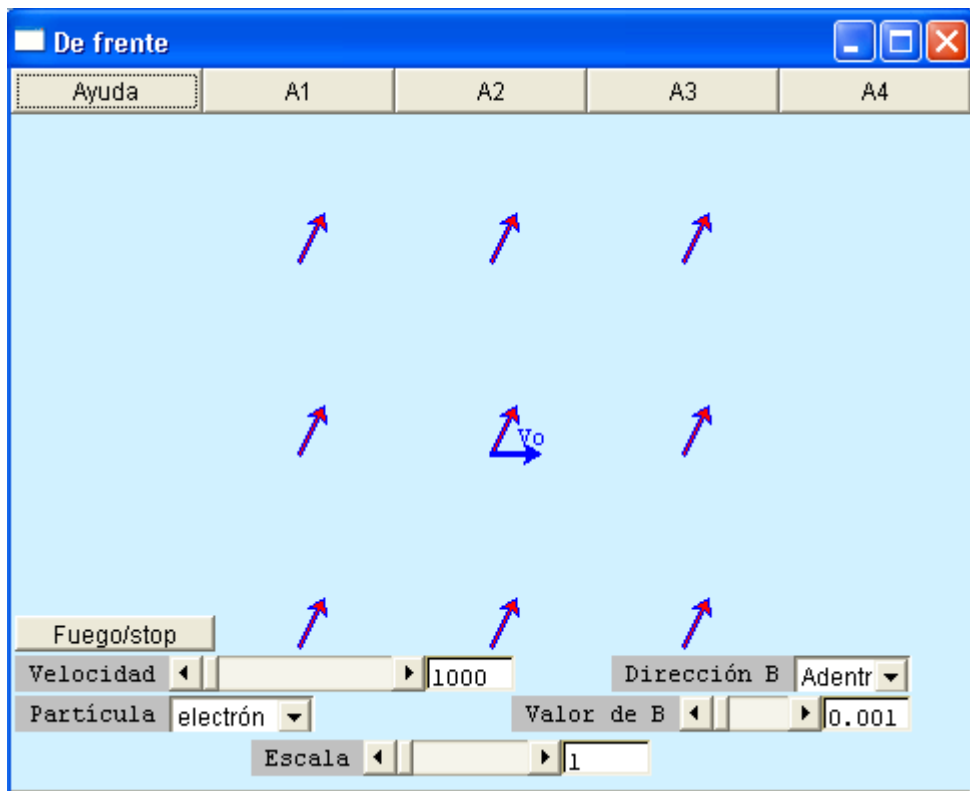 De frente
Ayuda A1 A2 A3 A4
Vo
Fuego/stop
Velocidad 1000 Dirección B Adentr
Partícula electrón Valor de B 0.001
Escala 1